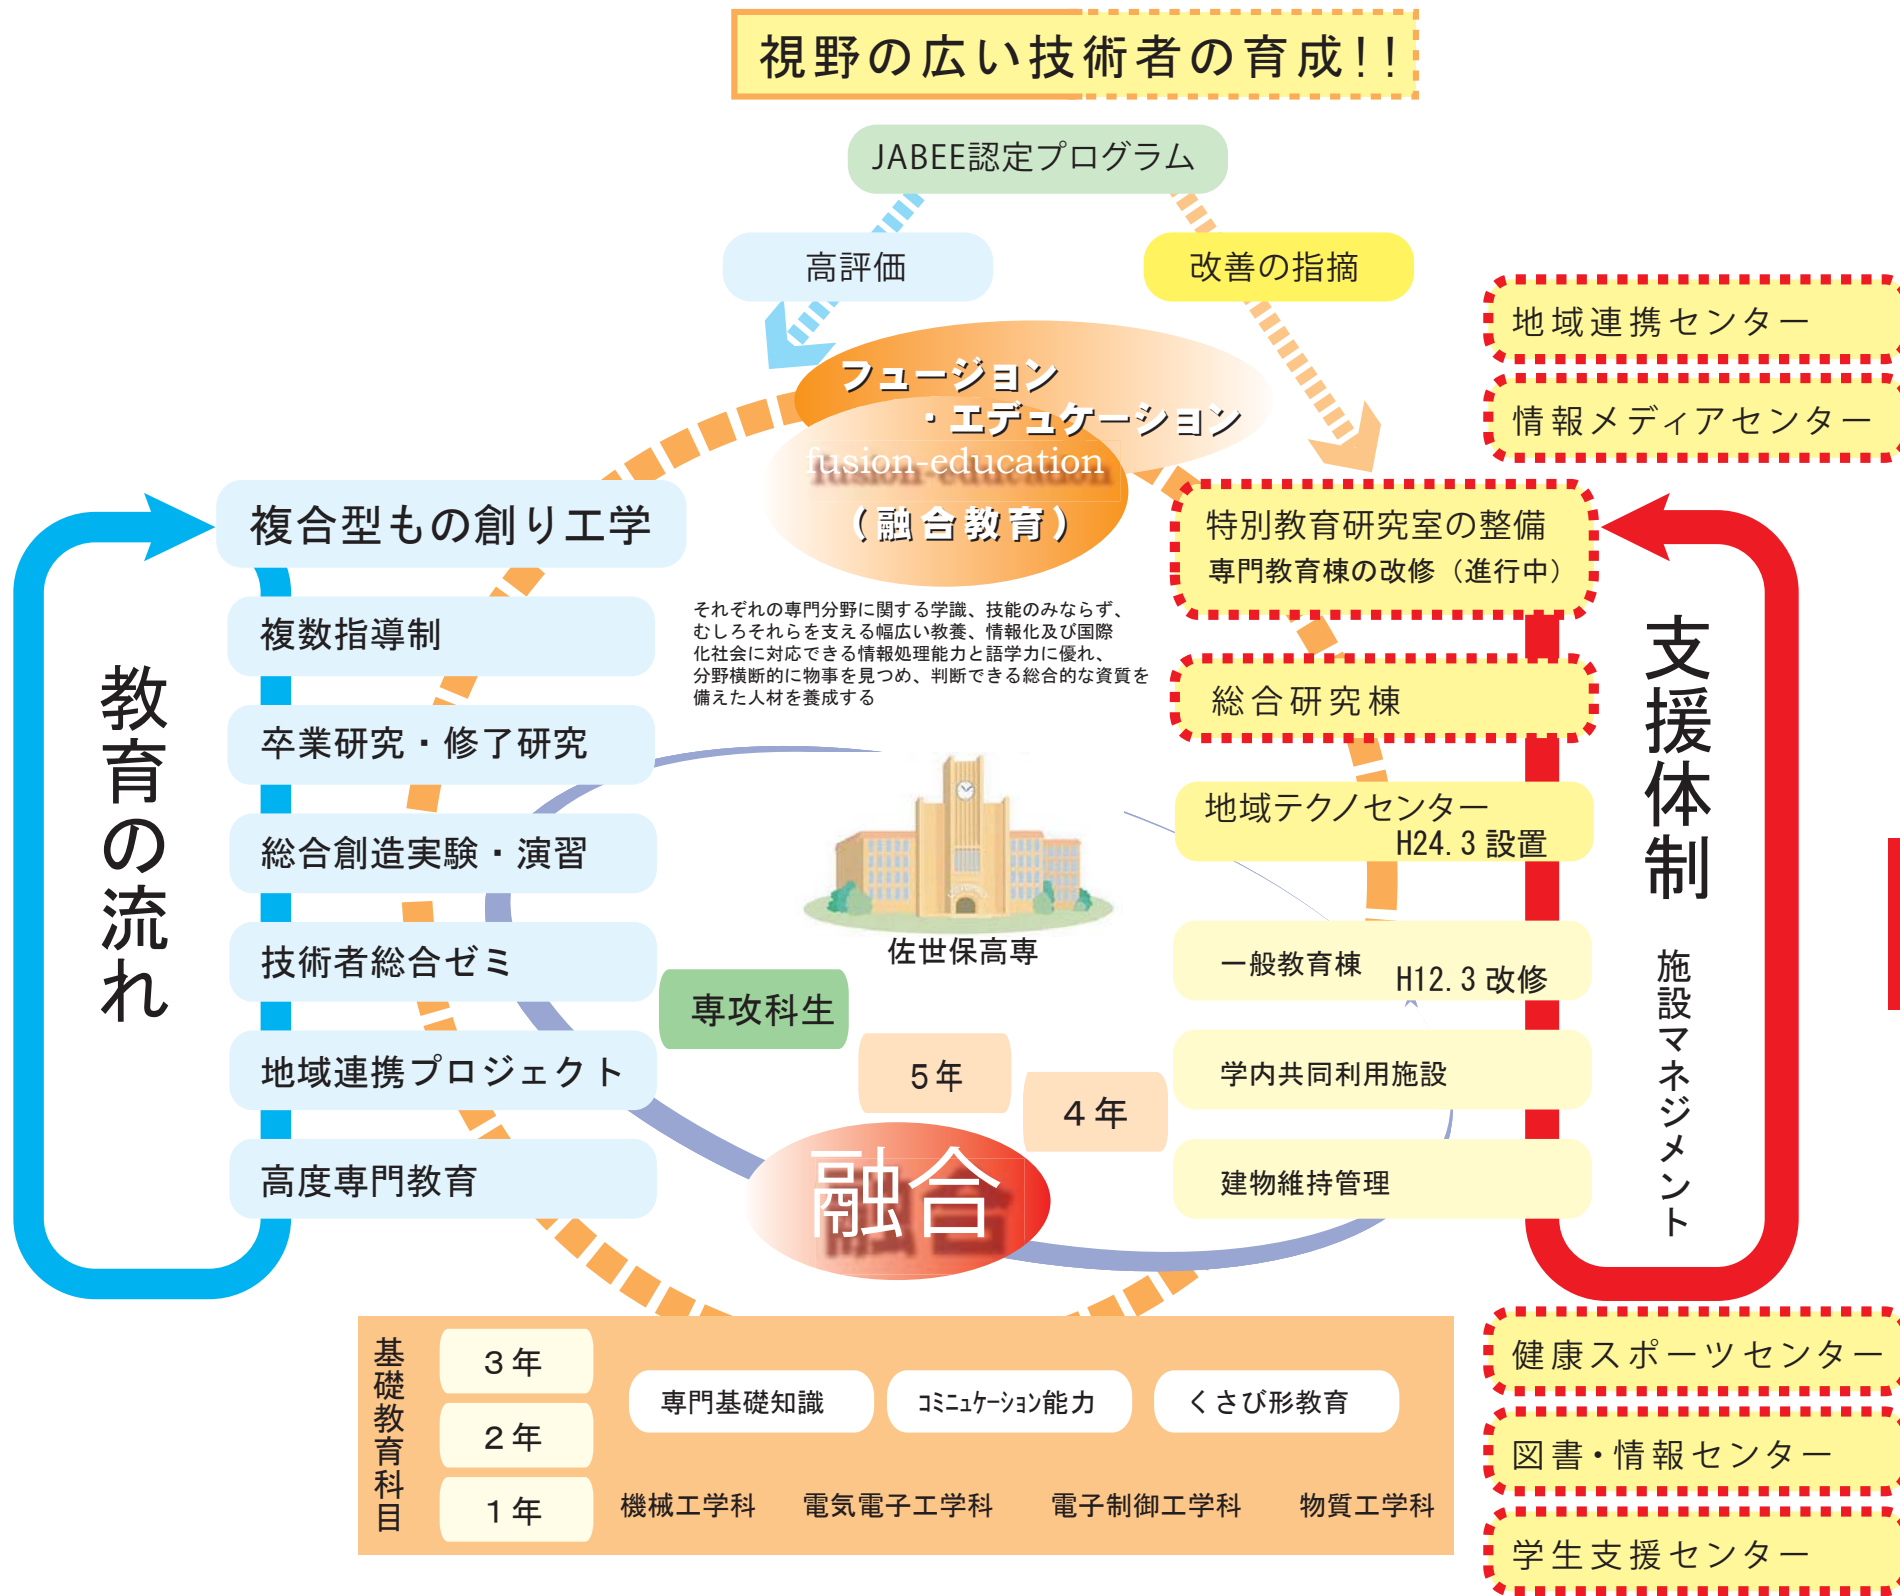 視野の広い技術者の育成!!
JABEE認定プログラム
高評価
改善の指摘
地域連携センター
情報メディアセンター
フュージョン
・エデュケーション
fusion-education
(融合教育)
それぞれの専門分野に関する学識、技能のみならず、
むしろそれらを支える幅広い教養、情報化及び国際
化社会に対応できる情報処理能力と語学力に優れ、
分野横断的に物事を見つめ、判断できる総合的な資質を
備えた人材を養成する
教育の流れ
複合型もの創り工学
複数指導制
卒業研究・修了研究
総合創造実験・演習
技術者総合ゼミ
地域連携プロジェクト
高度専門教育
佐世保高専
専攻科生
5年
4年
融合
特別教育研究室の整備
専門教育棟の改修（進行中）
総合研究棟
地域テクノセンター
H24.3 設置
一般教育棟
H12.3 改修
学内共同利用施設
建物維持管理
支援体制
施設マネジメント
基礎教育科目
3年
2年
1年
専門基礎知識
コミュニケーション能力
くさび形教育
機械工学科
電気電子工学科
電子制御工学科
物質工学科
健康スポーツセンター
図書・情報センター
学生支援センター